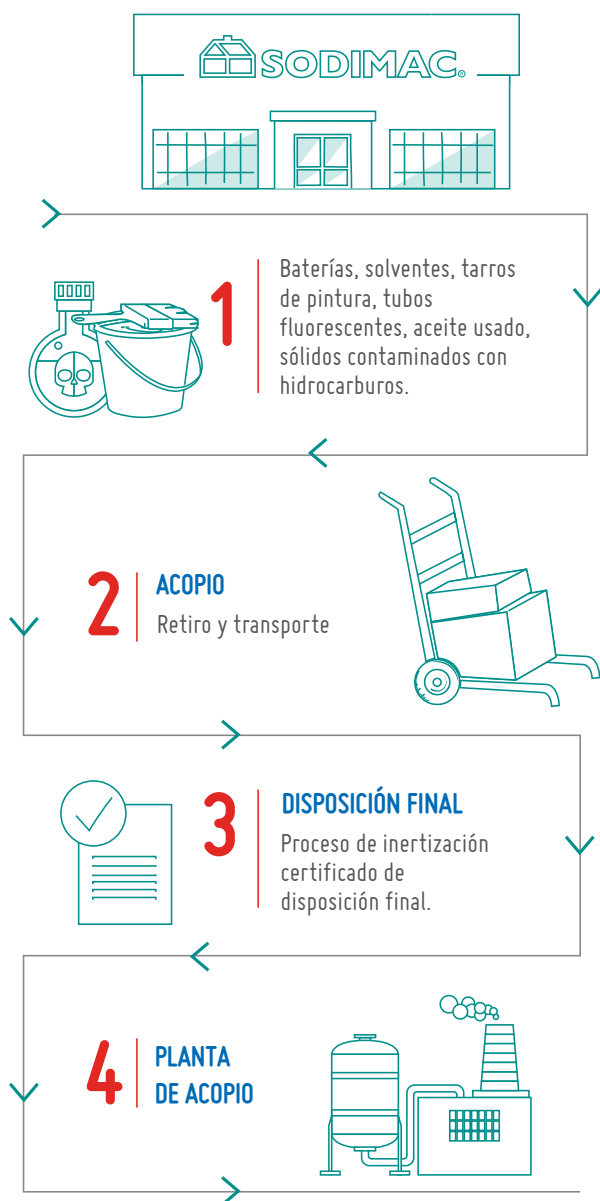 SODIMAC®
1
Baterías, solventes, tarros
de pintura, tubos
fluorescentes, aceite usado,
sólidos contaminados con
hidrocarburos.
2
ACOPIO
Retiro y transporte
3
DISPOSICIÓN FINAL
Proceso de inertización
certificado de
disposición final.
4
PLANTA
DE ACOPIO